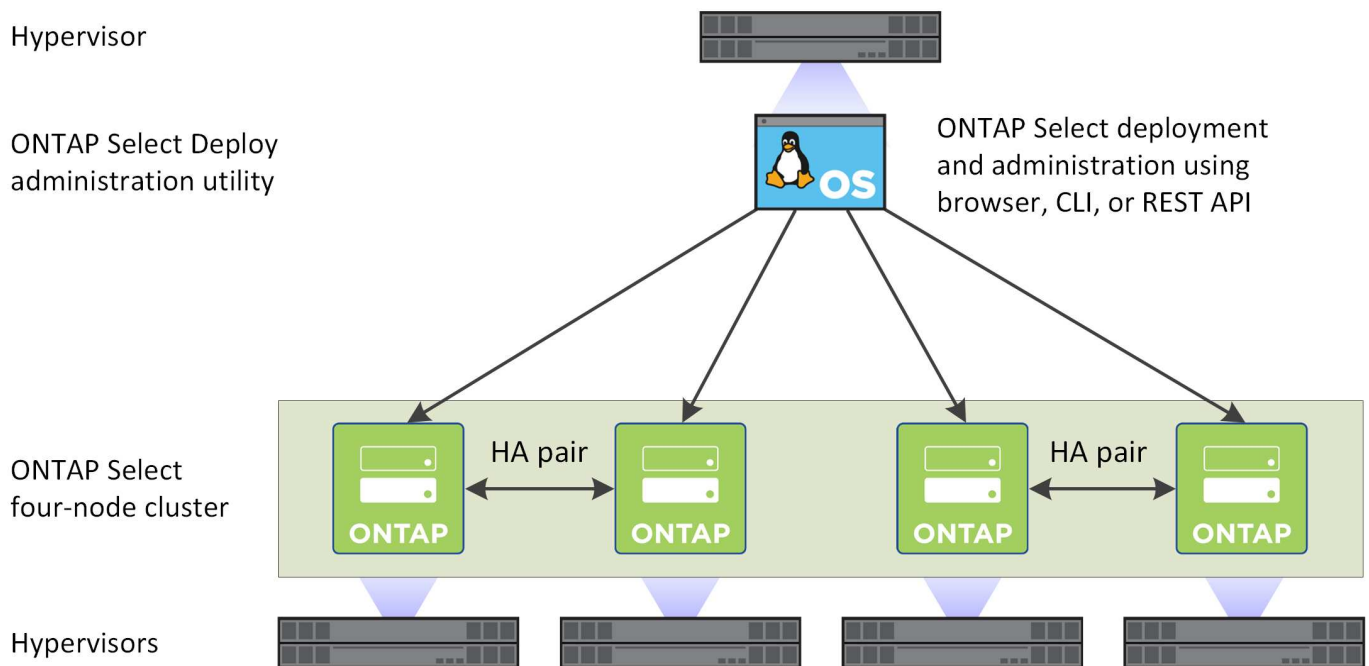 Hypervisor
ONTAP Select Deploy
administration utility
OS
ONTAP Select deployment
and administration using
browser, CLI, or REST API
ONTAP Select
four-node cluster
HA pair
HA pair
ONTAP
ONTAP
ONTAP
ONTAP
Hypervisors